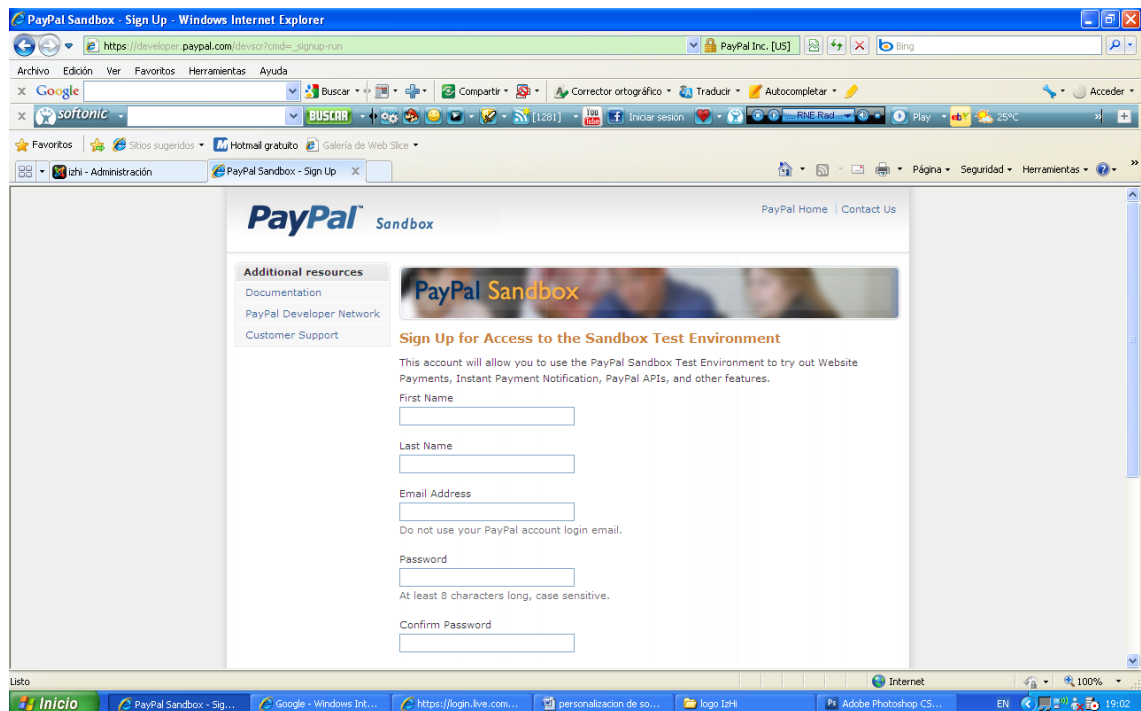 PayPal Sandbox - Sign Up - Windows Internet Explorer
https://developer.paypal.com/devscr?cmd=_signup-run
PayPal Inc. [US]
Bing
Archivo Edición Ver Favoritos Herramientas Ayuda
x Google Buscar Compartir Corrector ortográfico Traducir Autocompletar Acceder
x softonic BUSCAR [1281] You Tube Iniciar sesión RNE Rad... Play ebY 25°C »
Favoritos Sitios sugeridos Hotmail gratuito Galería de Web Slice
izhi - Administración PayPal Sandbox - Sign Up X Página Seguridad Herramientas »
PayPal™ Sandbox
PayPal Home | Contact Us
Additional resources
Documentation
PayPal Developer Network
Customer Support
PayPal Sandbox
Sign Up for Access to the Sandbox Test Environment
This account will allow you to use the PayPal Sandbox Test Environment to try out Website
Payments, Instant Payment Notification, PayPal APIs, and other features.
First Name
Last Name
Email Address
Do not use your PayPal account login email.
Password
At least 8 characters long, case sensitive.
Confirm Password
Listo Internet 100%
Inicio PayPal Sandbox - Sig... Google - Windows Int... https://login.live.com... personalizacion de so... logo IzHi Ps Adobe Photoshop CS... EN 19:02